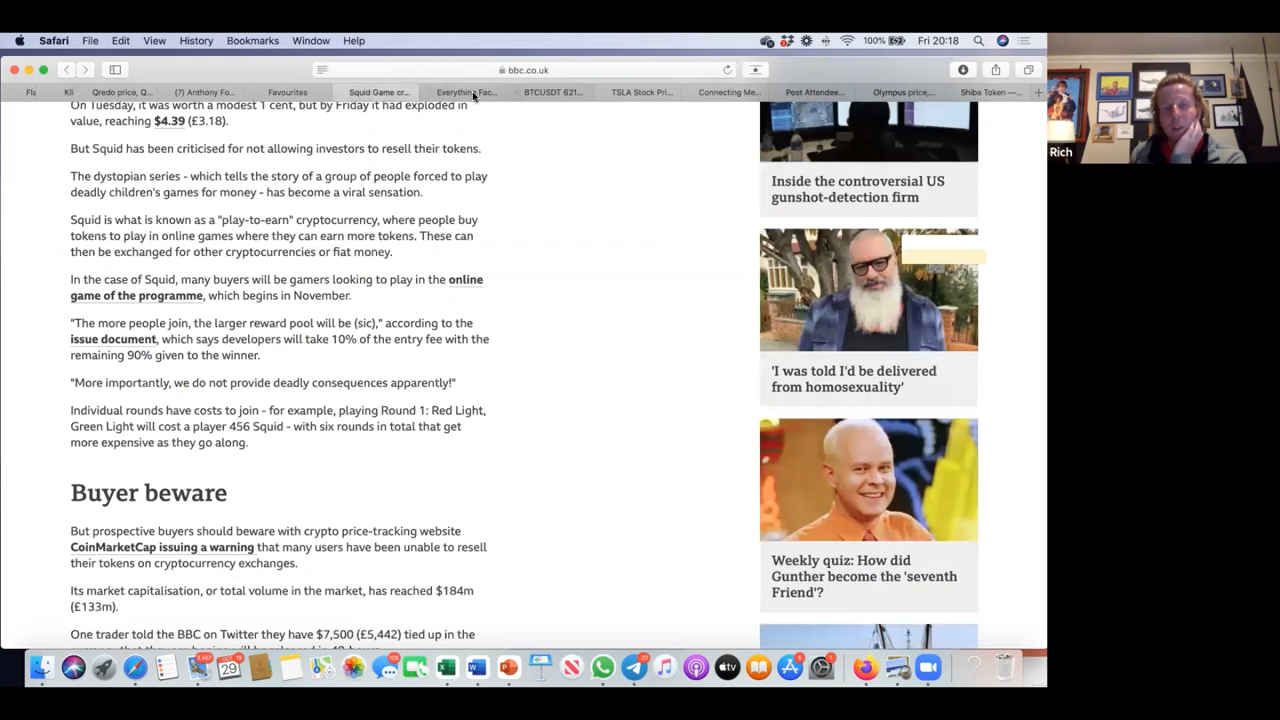 Safari File Edit View History Bookmarks Window Help 100% Fri 20:18
bbc.co.uk
Fla Kli Qredo price, Q... (7) Anthony Fa... Favourites Squid Game cr... Everything Fac... BTCUSDT 621... TSLA Stock Pri... Connecting Me... Post Attendee... Olympus price,... Shiba Token —...
On Tuesday, it was worth a modest 1 cent, but by Friday it had exploded in
value, reaching $4.39 (£3.18).
But Squid has been criticised for not allowing investors to resell their tokens.
The dystopian series - which tells the story of a group of people forced to play
deadly children's games for money - has become a viral sensation.
Squid is what is known as a "play-to-earn" cryptocurrency, where people buy
tokens to play in online games where they can earn more tokens. These can
then be exchanged for other cryptocurrencies or fiat money.
In the case of Squid, many buyers will be gamers looking to play in the online
game of the programme, which begins in November.
"The more people join, the larger reward pool will be (sic)," according to the
issue document, which says developers will take 10% of the entry fee with the
remaining 90% given to the winner.
"More importantly, we do not provide deadly consequences apparently!"
Individual rounds have costs to join - for example, playing Round 1: Red Light,
Green Light will cost a player 456 Squid - with six rounds in total that get
more expensive as they go along.
Buyer beware
But prospective buyers should beware with crypto price-tracking website
CoinMarketCap issuing a warning that many users have been unable to resell
their tokens on cryptocurrency exchanges.
Its market capitalisation, or total volume in the market, has reached $184m
(£133m).
One trader told the BBC on Twitter they have $7,500 (£5,442) tied up in the
Inside the controversial US
gunshot-detection firm
'I was told I'd be delivered
from homosexuality'
Weekly quiz: How did
Gunther become the 'seventh
Friend'?
Rich
29
tv